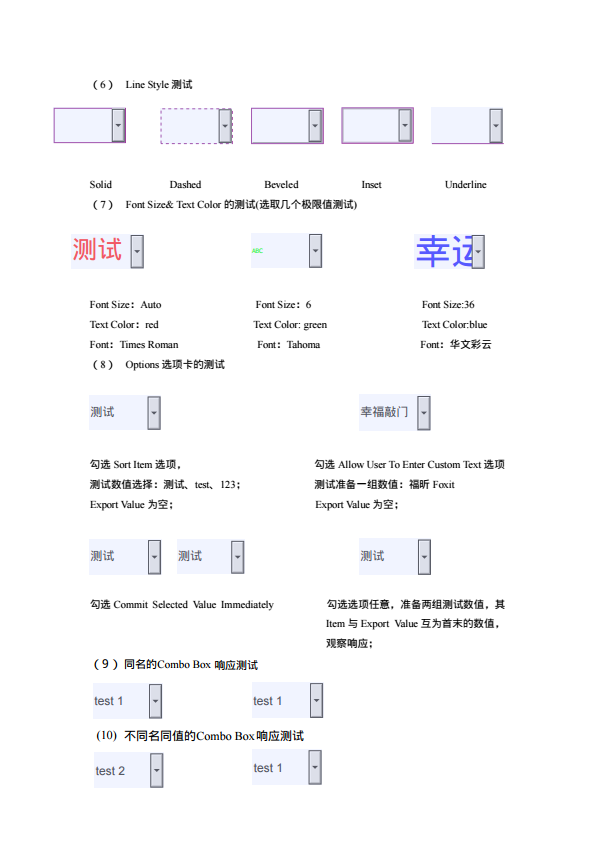 （6） Line Style 测试
Solid Dashed Beveled Inset Underline
（7） Font Size& Text Color 的测试(选取几个极限值测试)
测试 ABC 幸运
Font Size：Auto Font Size：6 Font Size:36
Text Color：red Text Color: green Text Color:blue
Font：Times Roman Font：Tahoma Font：华文彩云
（8） Options 选项卡的测试
测试 幸福敲门
勾选 Sort Item 选项， 勾选 Allow User To Enter Custom Text 选项
测试数值选择：测试、test、123； 测试准备一组数值：福昕 Foxit
Export Value 为空； Export Value 为空；
测试 测试 测试
勾选 Commit Selected Value Immediately 勾选选项任意，准备两组测试数值，其
Item 与 Export Value 互为首末的数值，
观察响应；
（9）同名的Combo Box 响应测试
test 1 test 1
(10) 不同名同值的Combo Box 响应测试
test 2 test 1